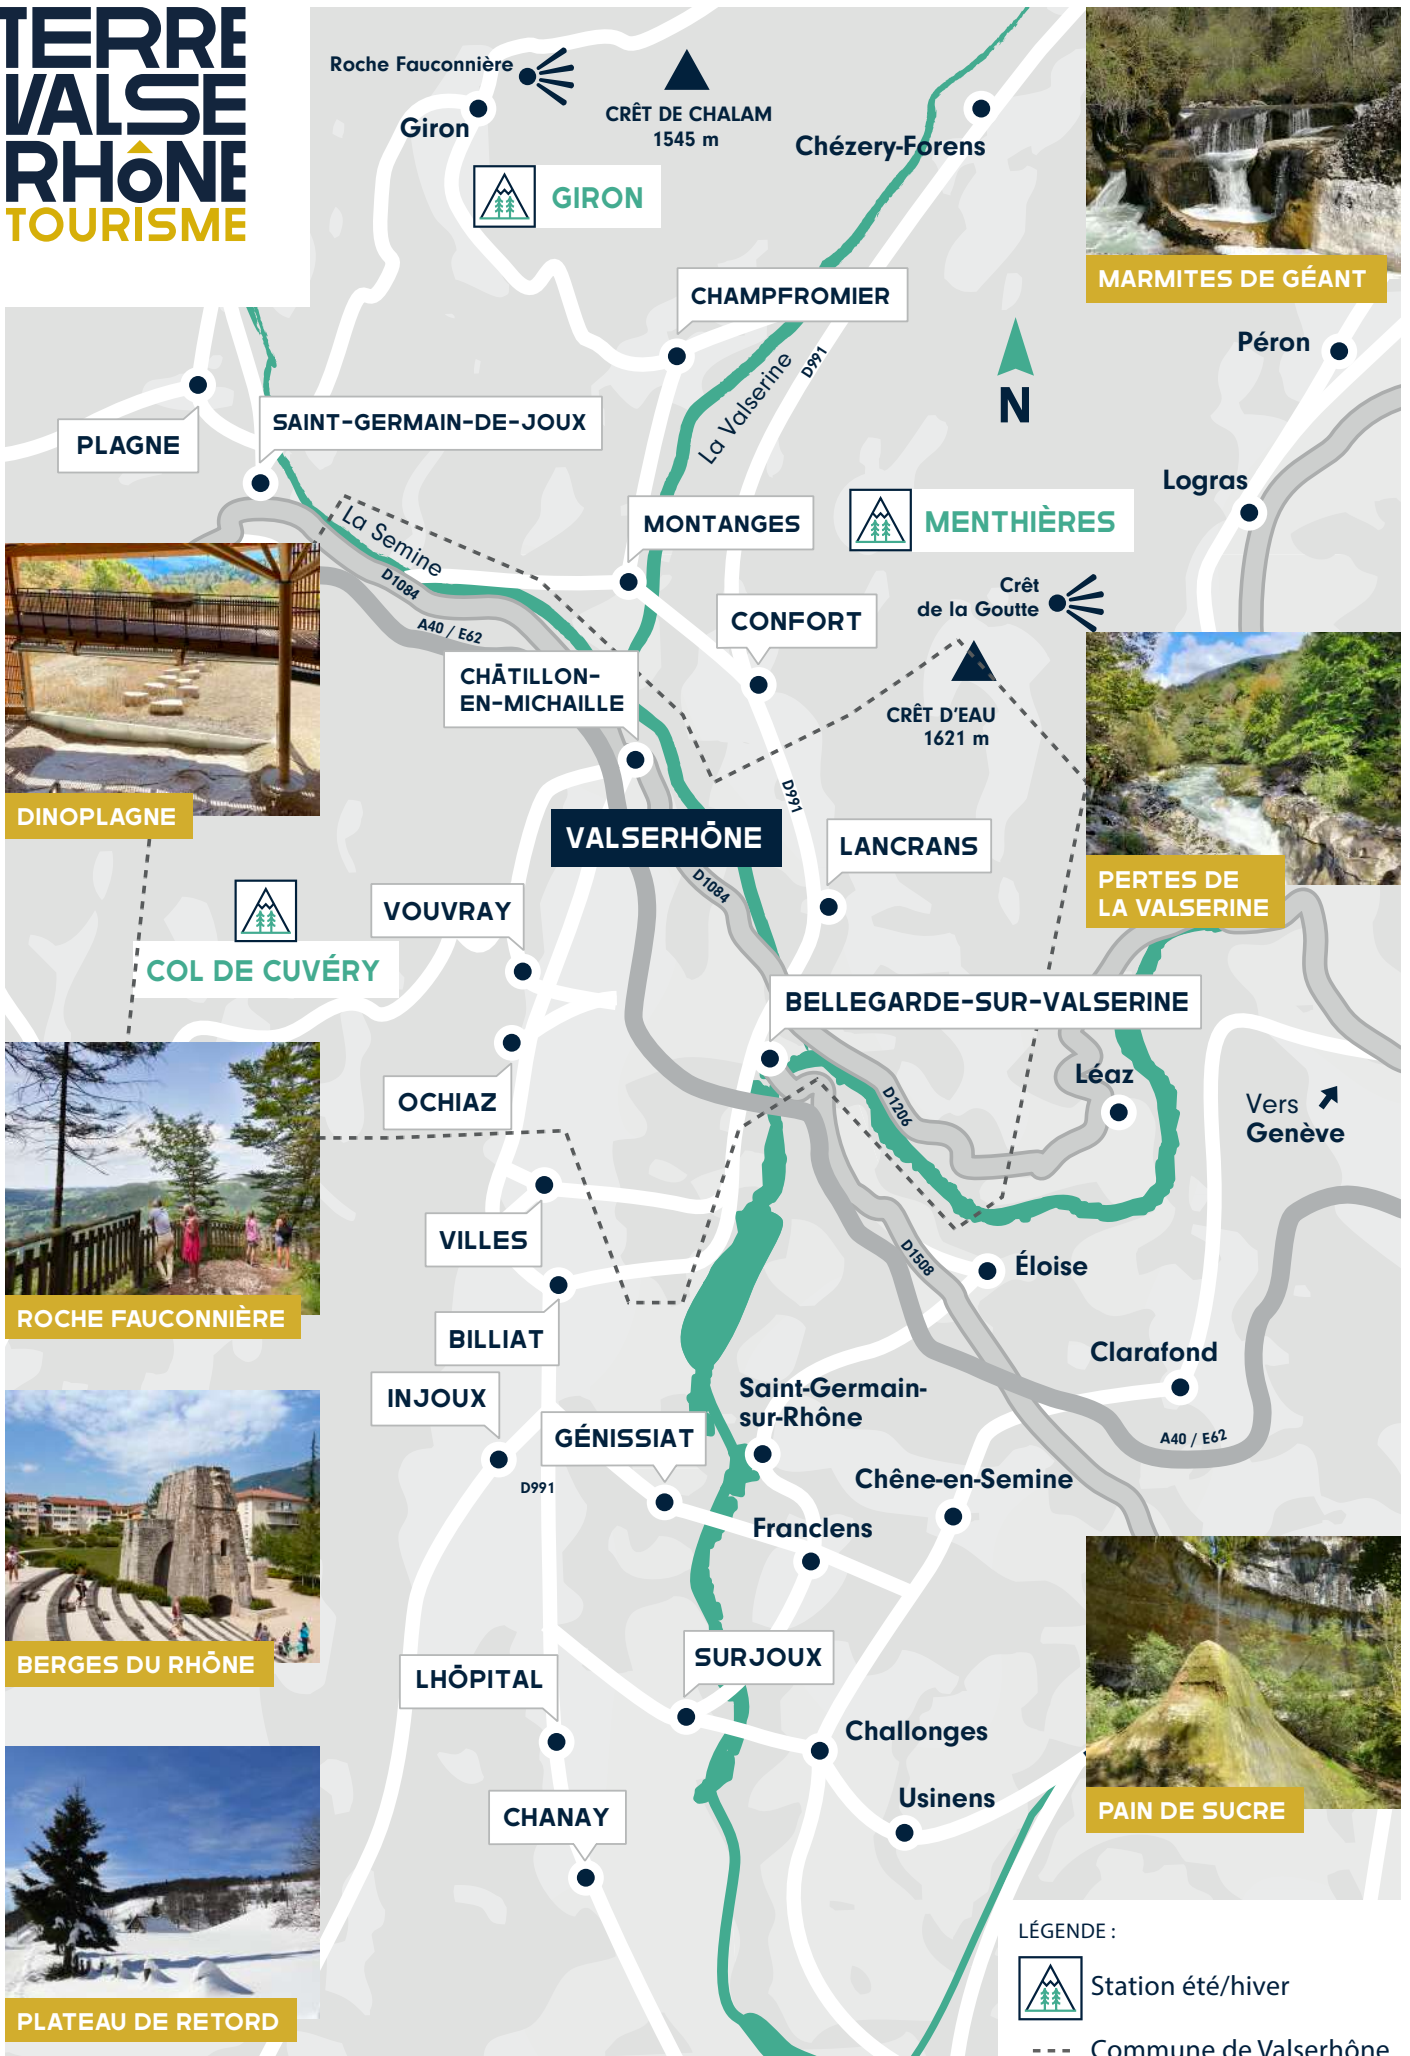 TERRE
VALSE
RHÔNE
TOURISME
Roche Fauconnière
Giron
CRÊT DE CHALAM
1545 m
Chézery-Forens
GIRON
MARMITES DE GÉANT
CHAMPFROMIER
Péron
La Valserine
D991
N
PLAGNE
SAINT-GERMAIN-DE-JOUX
Logras
MONTANGES
MENTHIÈRES
La Semine
D1084
A40 / E62
Crêt
de la Goutte
CONFORT
CHÂTILLON-
EN-MICHAILLE
CRÊT D'EAU
1621 m
D991
DINOPLAGNE
VALSERHÔNE
LANCRANS
D1084
PERTES DE
LA VALSERINE
VOUVRAY
COL DE CUVÉRY
BELLEGARDE-SUR-VALSERINE
OCHIAZ
Léaz
D1206
Vers
Genève
VILLES
D1508
Éloise
ROCHE FAUCONNIÈRE
BILLIAT
Clarafond
INJOUX
Saint-Germain-
sur-Rhône
GÉNISSIAT
A40 / E62
D991
Chêne-en-Semine
Franclens
BERGES DU RHÔNE
SURJOUX
LHÔPITAL
Challonges
Usinens
CHANAY
PAIN DE SUCRE
PLATEAU DE RETORD
LÉGENDE :
Station été/hiver
Commune de Valserhône